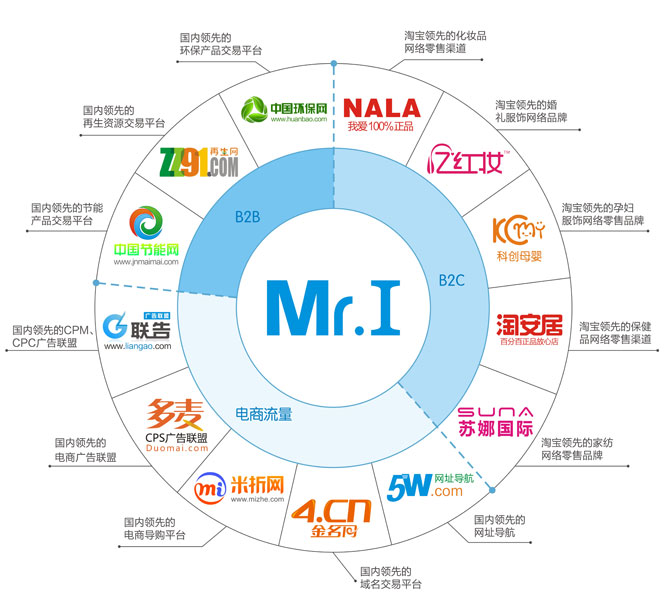 国内领先的
环保产品交易平台
淘宝领先的化妆品
网络零售渠道
国内领先的
再生资源交易平台
淘宝领先的婚
礼服饰网络品牌
国内领先的节能
产品交易平台
淘宝领先的孕妇
服饰网络零售品牌
国内领先的CPM、
CPC广告联盟
淘宝领先的保健
品网络零售渠道
国内领先的
电商广告联盟
淘宝领先的家纺
网络零售品牌
国内领先的
电商导购平台
国内领先的
网址导航
国内领先的
域名交易平台
中国环保网
www.huanbao.com
NALA
我爱100%正品
再生网
ZZ91.COM
亿红妆™
中国节能网
www.jnmaimai.com
科创母婴
广告联盟
联告
www.liangao.com
淘安居
百分百正品放心店
多麦
CPS广告联盟
Duomai.com
SUNA
苏娜国际
mi
米折网
www.mizhe.com
4.CN
金名网
5W
网址导航
.com
B2B
B2C
电商流量
Mr.I